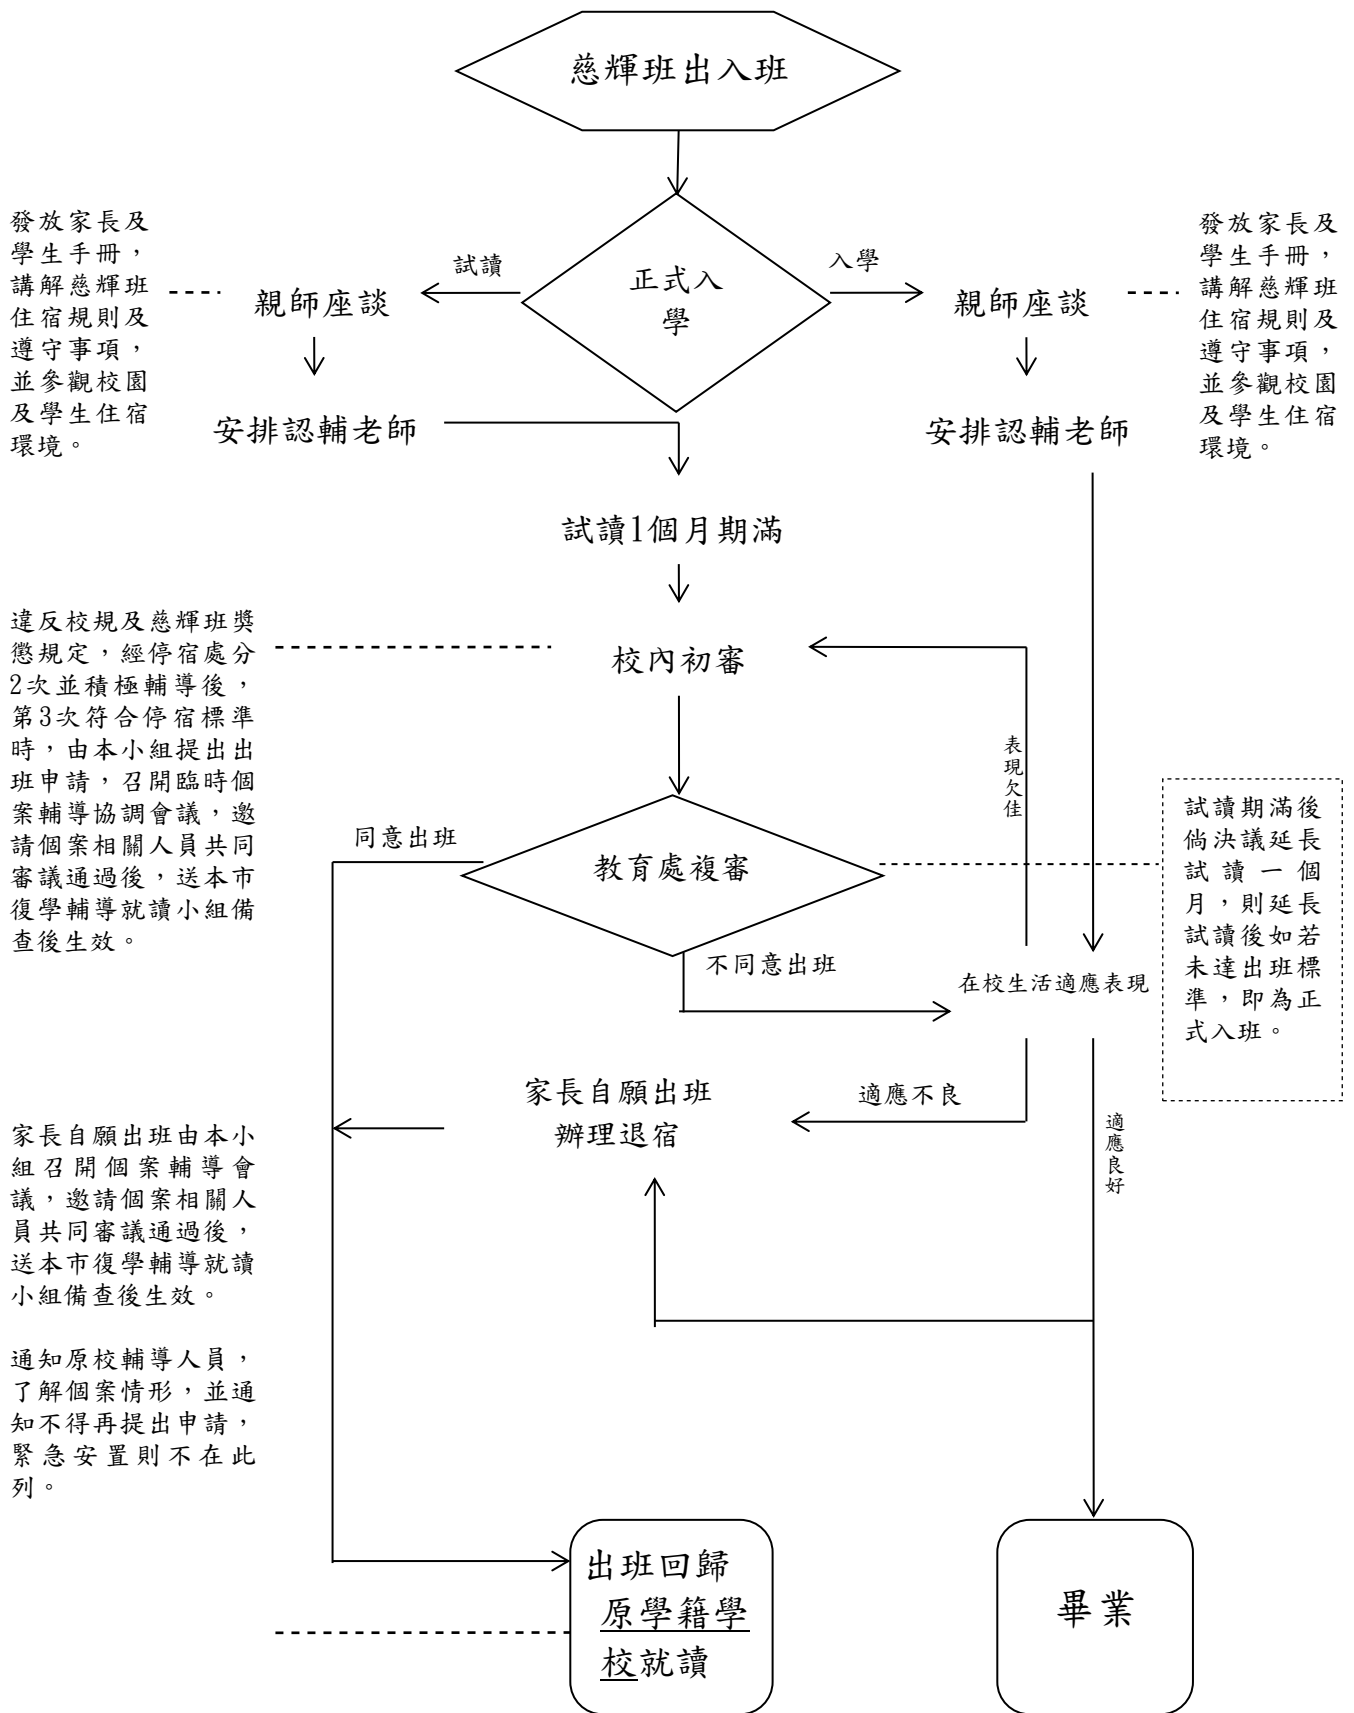 慈輝班出入班
發放家長及
學生手冊，
講解慈輝班
住宿規則及
遵守事項，
並參觀校園
及學生住宿
環境。
試讀
親師座談
安排認輔老師
正式入
學
入學
親師座談
安排認輔老師
發放家長及
學生手冊，
講解慈輝班
住宿規則及
遵守事項，
並參觀校園
及學生住宿
環境。
試讀1個月期滿
違反校規及慈輝班獎
懲規定，經停宿處分
2次並積極輔導後，
第3次符合停宿標準
時，由本小組提出出
班申請，召開臨時個
案輔導協調會議，邀
請個案相關人員共同
審議通過後，送本市
復學輔導就讀小組備
查後生效。
校內初審
表現欠佳
同意出班
教育處複審
不同意出班
在校生活適應表現
試讀期滿後
倘決議延長
試讀一個
月，則延長
試讀後如若
未達出班標
準，即為正
式入班。
家長自願出班
辦理退宿
適應不良
適應良好
家長自願出班由本小
組召開個案輔導會
議，邀請個案相關人
員共同審議通過後，
送本市復學輔導就讀
小組備查後生效。
通知原校輔導人員，
了解個案情形，並通
知不得再提出申請，
緊急安置則不在此
列。
出班回歸
原學籍學
校就讀
畢業